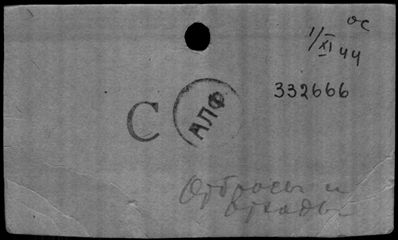 ос
1/XI 44
332666
С АЛФ
Отбросы и
отходы